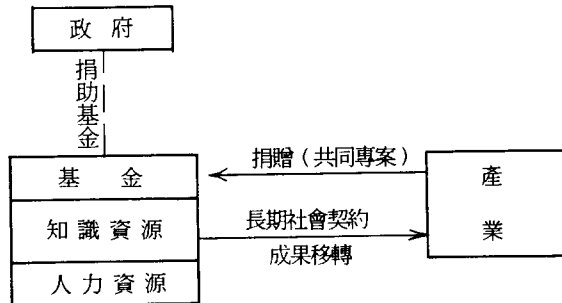 政府
捐助基金
捐贈（共同專案）
基金
知識資源
人力資源
長期社會契約
成果移轉
產業